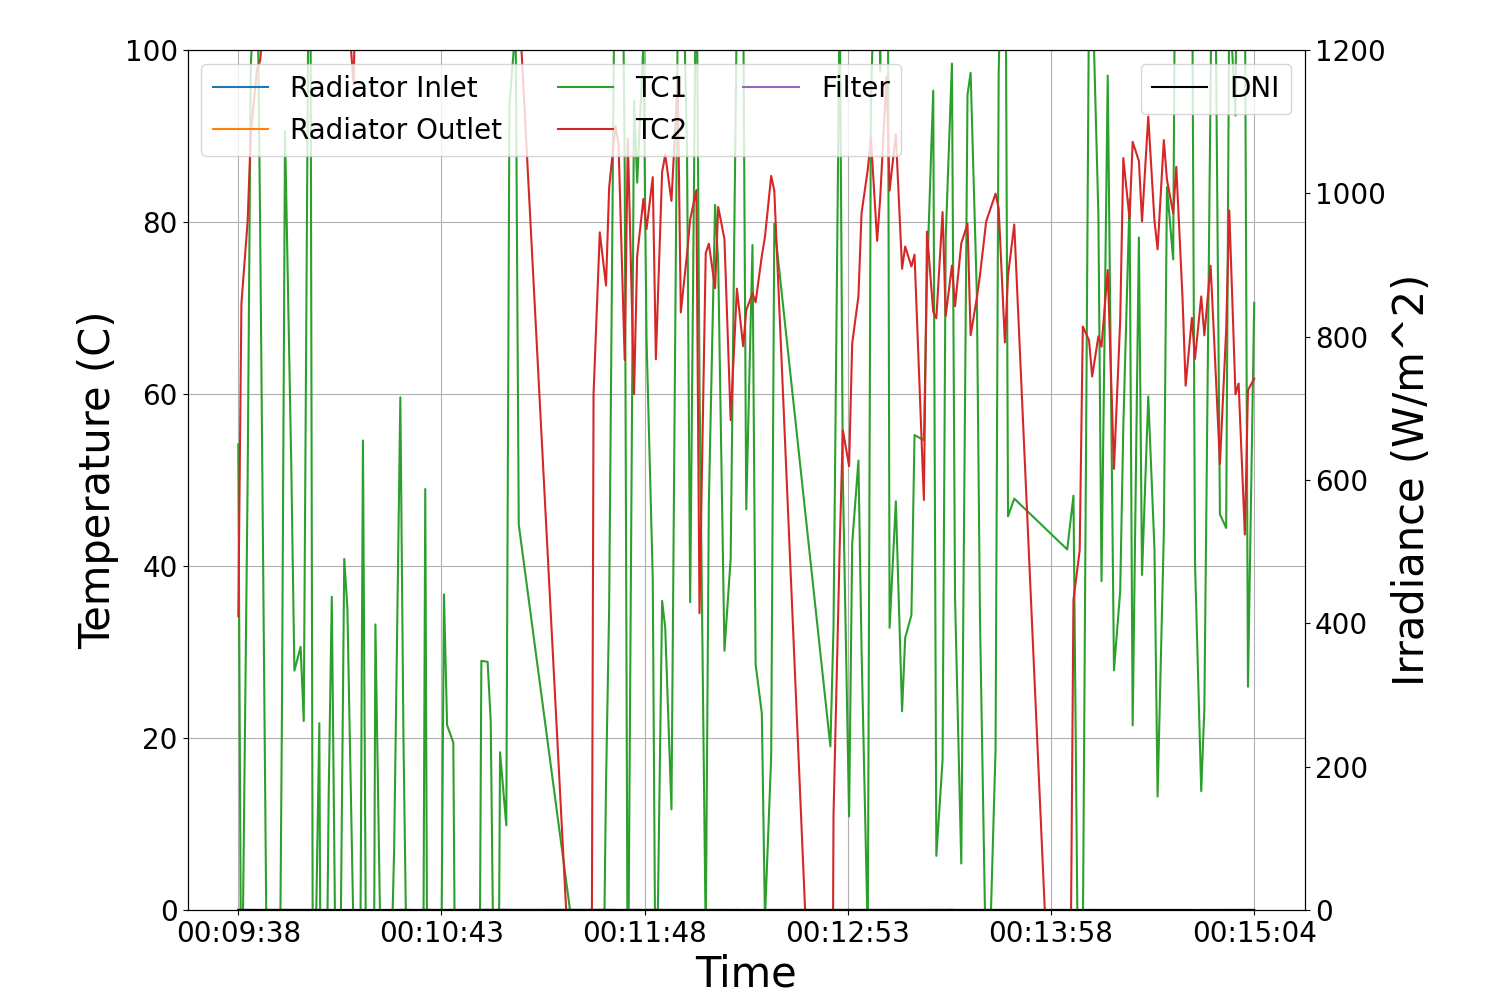 100
80
60
40
20
0
Temperature (C)
Radiator Inlet
Radiator Outlet
TC1
TC2
Filter
DNI
1200
1000
800
600
400
200
0
Irradiance (W/m^2)
00:09:38 00:10:43 00:11:48 00:12:53 00:13:58 00:15:04
Time